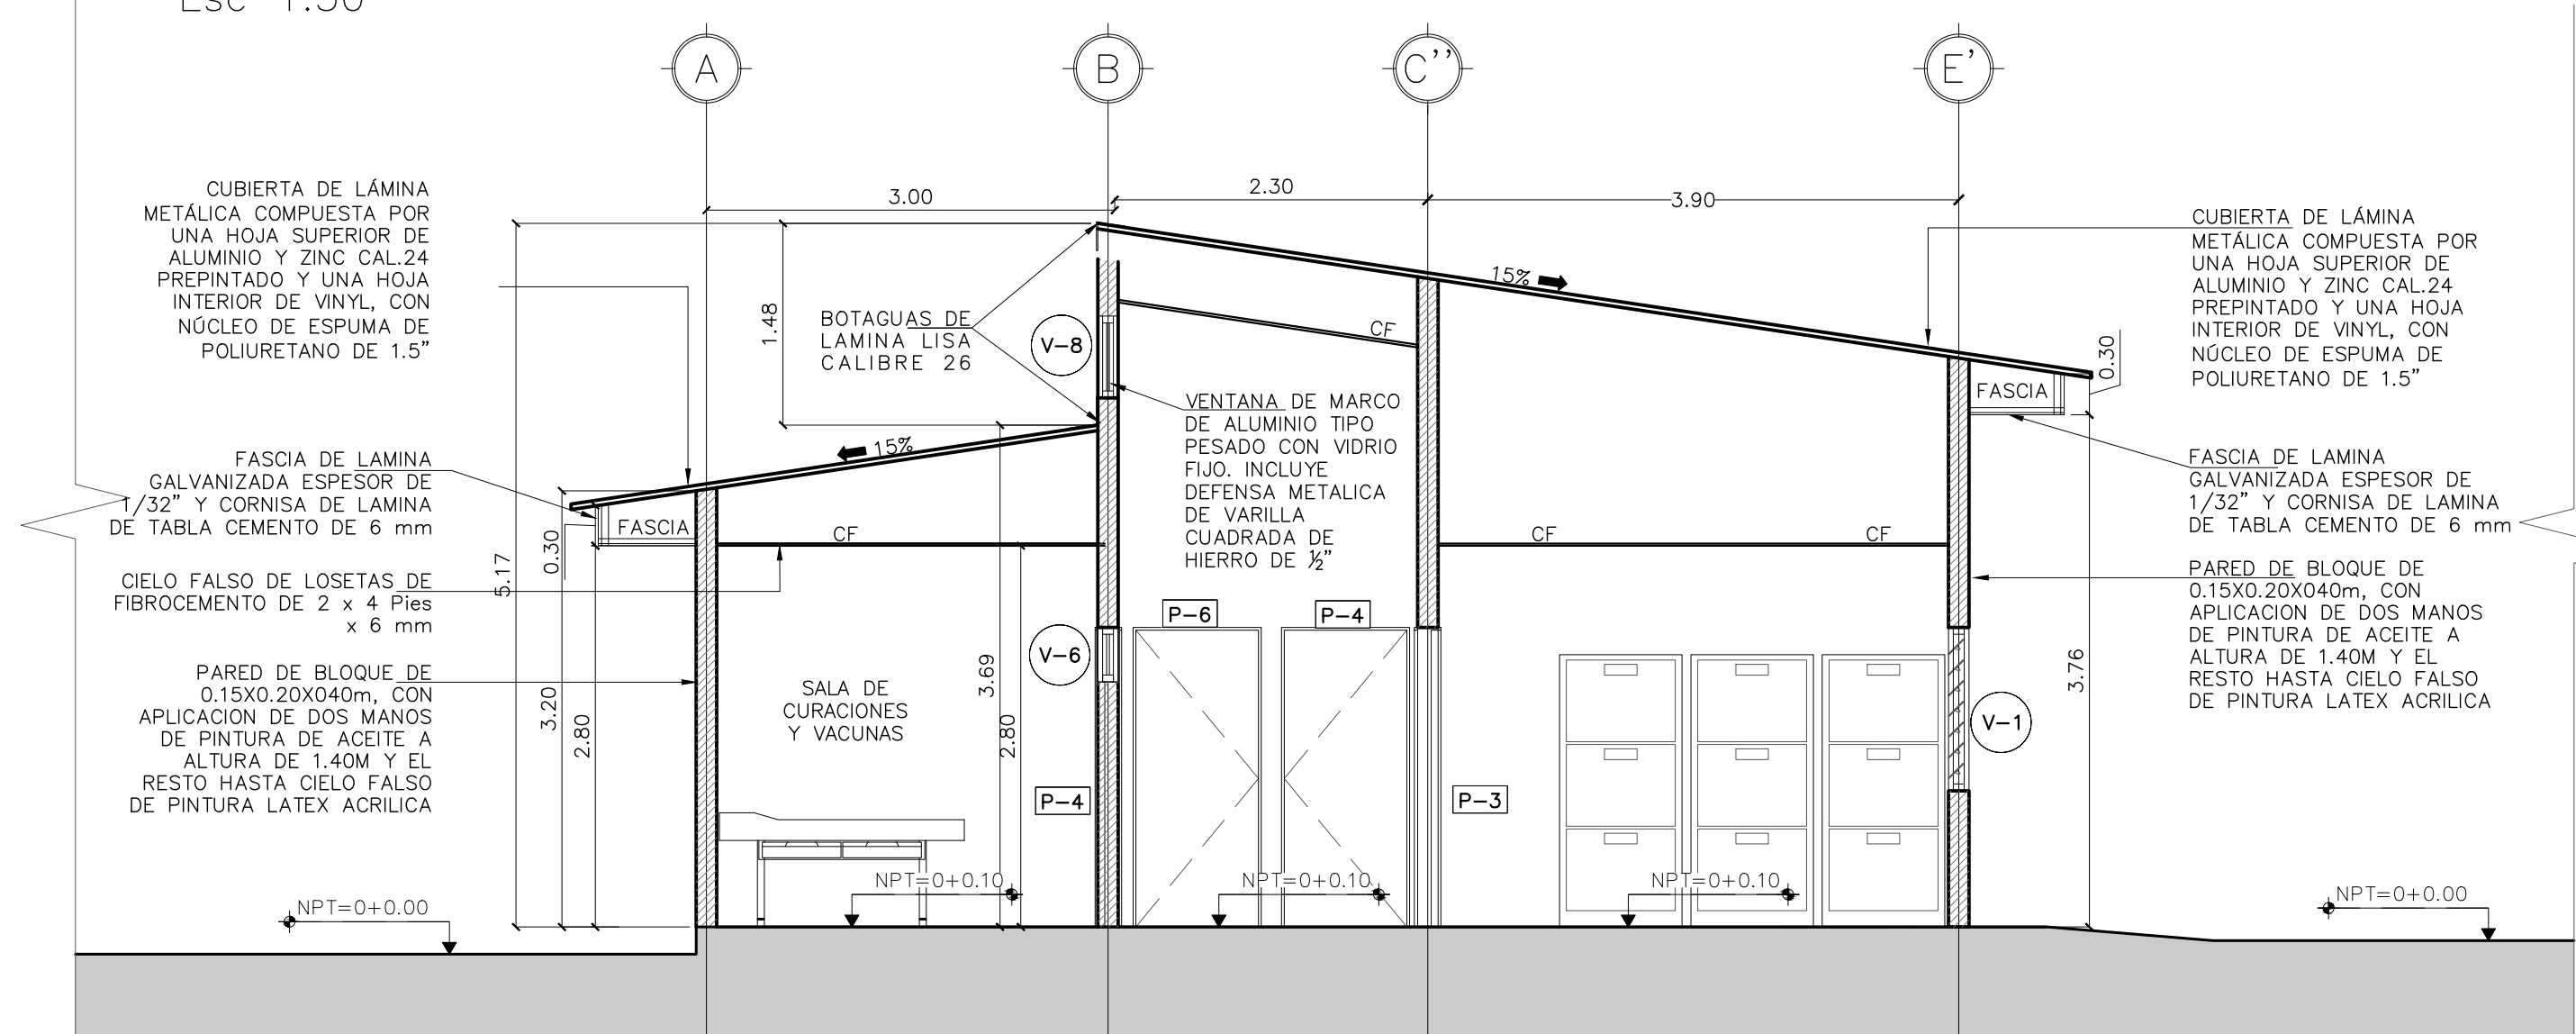 Esc 1:50
A
B
C’’
E’
3.00
2.30
3.90
CUBIERTA DE LÁMINA
METÁLICA COMPUESTA POR
UNA HOJA SUPERIOR DE
ALUMINIO Y ZINC CAL.24
PREPINTADO Y UNA HOJA
INTERIOR DE VINYL, CON
NÚCLEO DE ESPUMA DE
POLIURETANO DE 1.5”
FASCIA DE LAMINA
GALVANIZADA ESPESOR DE
1/32” Y CORNISA DE LAMINA
DE TABLA CEMENTO DE 6 mm
CIELO FALSO DE LOSETAS DE
FIBROCEMENTO DE 2 x 4 Pies
x 6 mm
PARED DE BLOQUE DE
0.15X0.20X040m, CON
APLICACION DE DOS MANOS
DE PINTURA DE ACEITE A
ALTURA DE 1.40M Y EL
RESTO HASTA CIELO FALSO
DE PINTURA LATEX ACRILICA
NPT=0+0.00
5.17
0.30
3.20
2.80
1.48
BOTAGUAS DE
LAMINA LISA
CALIBRE 26
15%
FASCIA
CF
SALA DE
CURACIONES
Y VACUNAS
3.69
2.80
V-8
V-6
P-4
NPT=0+0.10
CF
VENTANA DE MARCO
DE ALUMINIO TIPO
PESADO CON VIDRIO
FIJO. INCLUYE
DEFENSA METALICA
DE VARILLA
CUADRADA DE
HIERRO DE ½”
P-6
P-4
NPT=0+0.10
15%
CF
CF
P-3
NPT=0+0.10
V-1
FASCIA
0.30
3.76
CUBIERTA DE LÁMINA
METÁLICA COMPUESTA POR
UNA HOJA SUPERIOR DE
ALUMINIO Y ZINC CAL.24
PREPINTADO Y UNA HOJA
INTERIOR DE VINYL, CON
NÚCLEO DE ESPUMA DE
POLIURETANO DE 1.5”
FASCIA DE LAMINA
GALVANIZADA ESPESOR DE
1/32” Y CORNISA DE LAMINA
DE TABLA CEMENTO DE 6 mm
PARED DE BLOQUE DE
0.15X0.20X040m, CON
APLICACION DE DOS MANOS
DE PINTURA DE ACEITE A
ALTURA DE 1.40M Y EL
RESTO HASTA CIELO FALSO
DE PINTURA LATEX ACRILICA
NPT=0+0.00